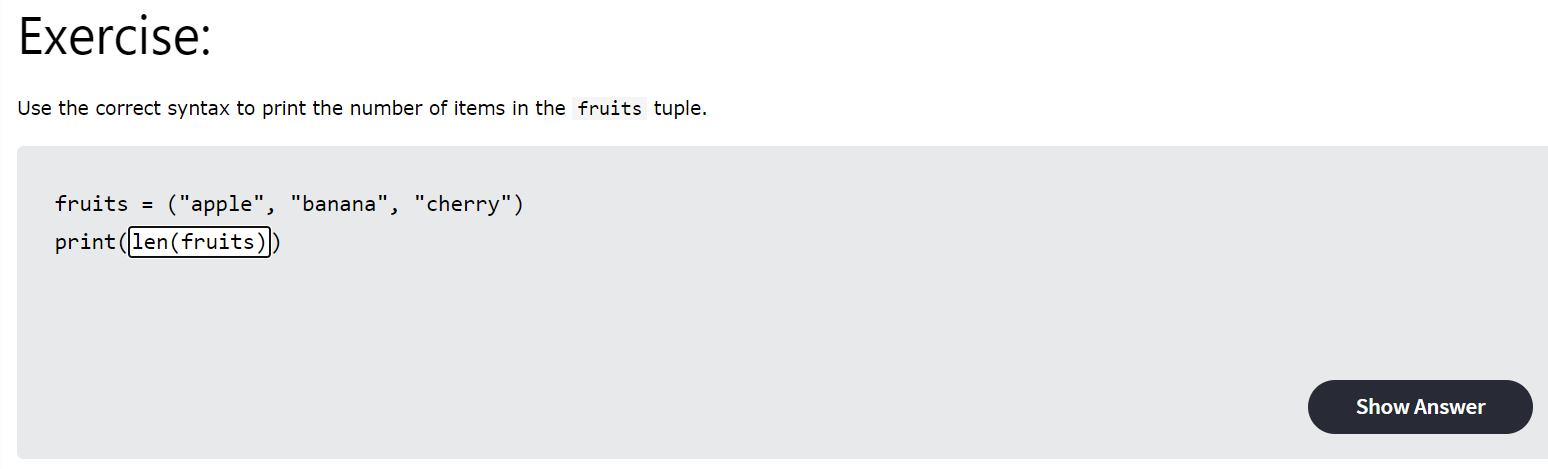 Exercise:
Use the correct syntax to print the number of items in the fruits tuple.
fruits = ("apple", "banana", "cherry")
print(len(fruits))
Show Answer